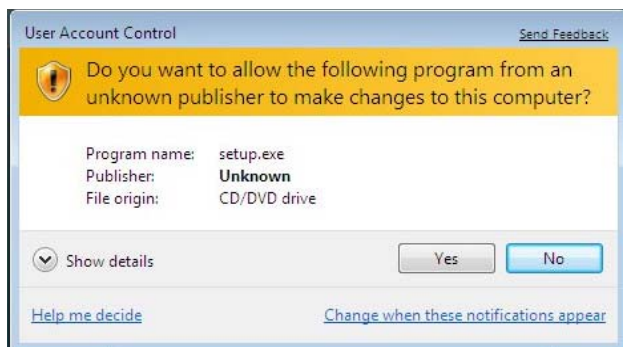 User Account Control
Send Feedback
Do you want to allow the following program from an
unknown publisher to make changes to this computer?
Program name: setup.exe
Publisher: Unknown
File origin: CD/DVD drive
Show details
Yes
No
Help me decide
Change when these notifications appear